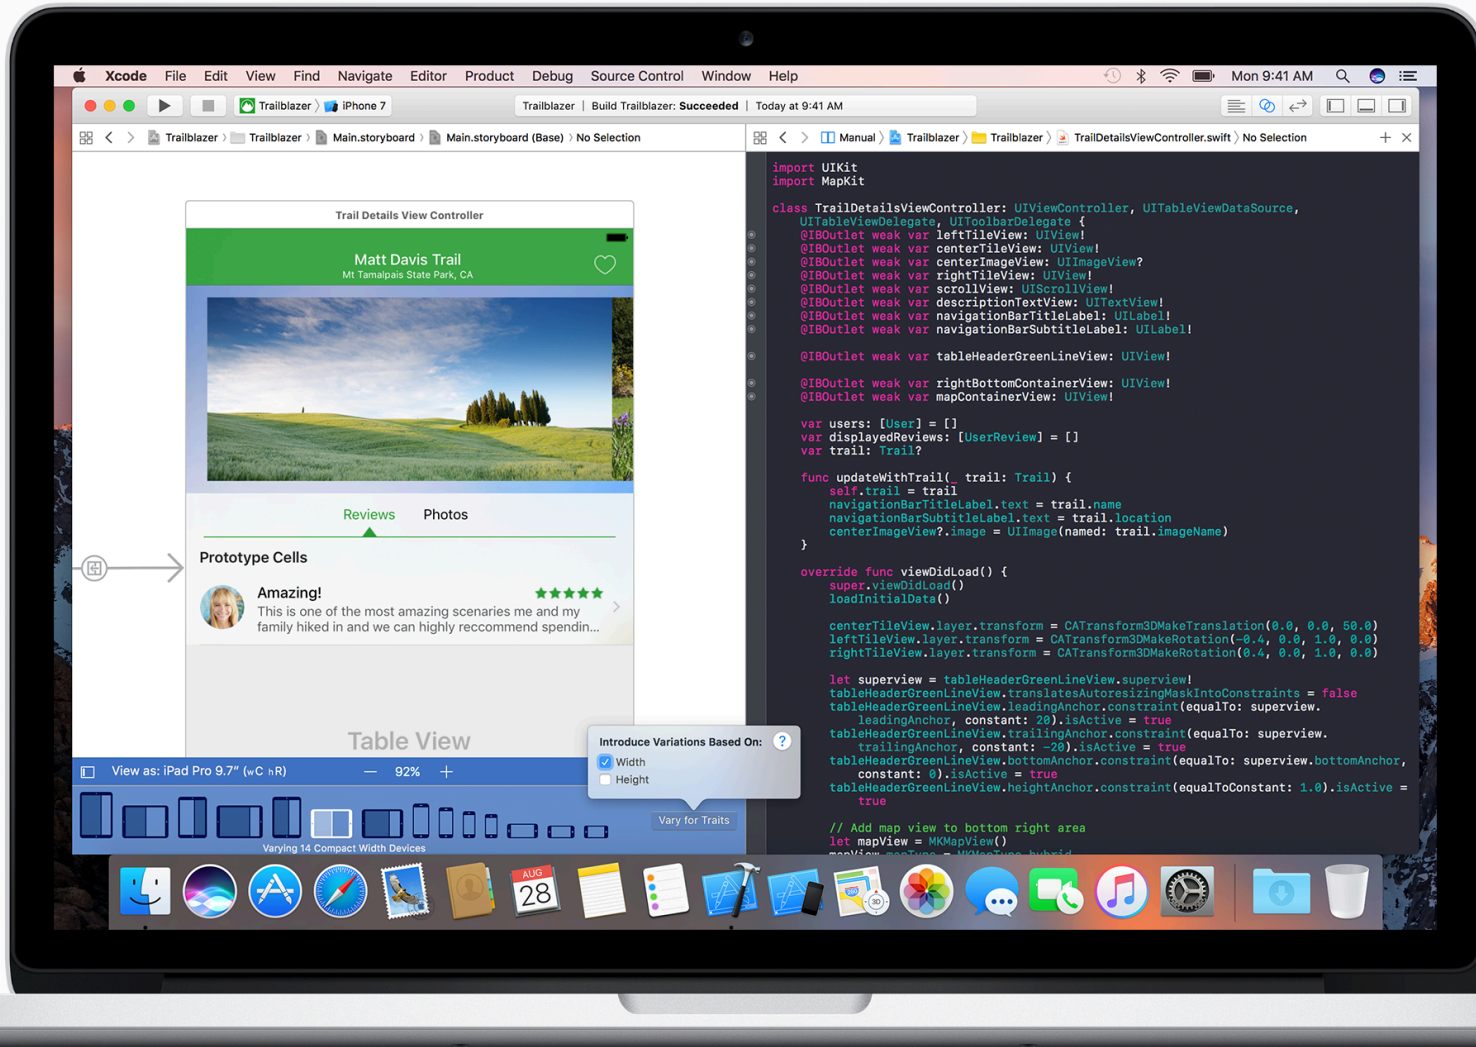 Xcode File Edit View Find Navigate Editor Product Debug Source Control Window Help Mon 9:41 AM
Trailblazer iPhone 7 Trailblazer | Build Trailblazer: Succeeded | Today at 9:41 AM
Trailblazer Trailblazer Main.storyboard Main.storyboard (Base) No Selection
Manual Trailblazer Trailblazer TrailDetailsViewController.swift No Selection
Trail Details View Controller
Matt Davis Trail
Mt Tamalpais State Park, CA
Reviews Photos
Prototype Cells
Amazing!
This is one of the most amazing scenaries me and my
family hiked in and we can highly reccommend spendin...
Table View
Introduce Variations Based On: ?
Width
Height
View as: iPad Pro 9.7" (wC hR) — 92% +
Vary for Traits
Varying 14 Compact Width Devices
import UIKit
import MapKit
class TrailDetailsViewController: UIViewController, UITableViewDataSource,
UITableViewDelegate, UIToolbarDelegate {
@IBOutlet weak var leftTileView: UIView!
@IBOutlet weak var centerTileView: UIView!
@IBOutlet weak var centerImageView: UIImageView?
@IBOutlet weak var rightTileView: UIView!
@IBOutlet weak var scrollView: UIScrollView!
@IBOutlet weak var descriptionTextView: UITextView!
@IBOutlet weak var navigationBarTitleLabel: UILabel!
@IBOutlet weak var navigationBarSubtitleLabel: UILabel!
@IBOutlet weak var tableHeaderGreenLineView: UIView!
@IBOutlet weak var rightBottomContainerView: UIView!
@IBOutlet weak var mapContainerView: UIView!
var users: [User] = []
var displayedReviews: [UserReview] = []
var trail: Trail?
func updateWithTrail(_ trail: Trail) {
self.trail = trail
navigationBarTitleLabel.text = trail.name
navigationBarSubtitleLabel.text = trail.location
centerImageView?.image = UIImage(named: trail.imageName)
}
override func viewDidLoad() {
super.viewDidLoad()
loadInitialData()
centerTileView.layer.transform = CATransform3DMakeTranslation(0.0, 0.0, 50.0)
leftTileView.layer.transform = CATransform3DMakeRotation(-0.4, 0.0, 1.0, 0.0)
rightTileView.layer.transform = CATransform3DMakeRotation(0.4, 0.0, 1.0, 0.0)
let superview = tableHeaderGreenLineView.superview!
tableHeaderGreenLineView.translatesAutoresizingMaskIntoConstraints = false
tableHeaderGreenLineView.leadingAnchor.constraint(equalTo: superview.
leadingAnchor, constant: 20).isActive = true
tableHeaderGreenLineView.trailingAnchor.constraint(equalTo: superview.
trailingAnchor, constant: -20).isActive = true
tableHeaderGreenLineView.bottomAnchor.constraint(equalTo: superview.bottomAnchor,
constant: 0).isActive = true
tableHeaderGreenLineView.heightAnchor.constraint(equalToConstant: 1.0).isActive =
true
// Add map view to bottom right area
let mapView = MKMapView()
mapView.mapType = MKMapType.hybrid
AUG
28
3D